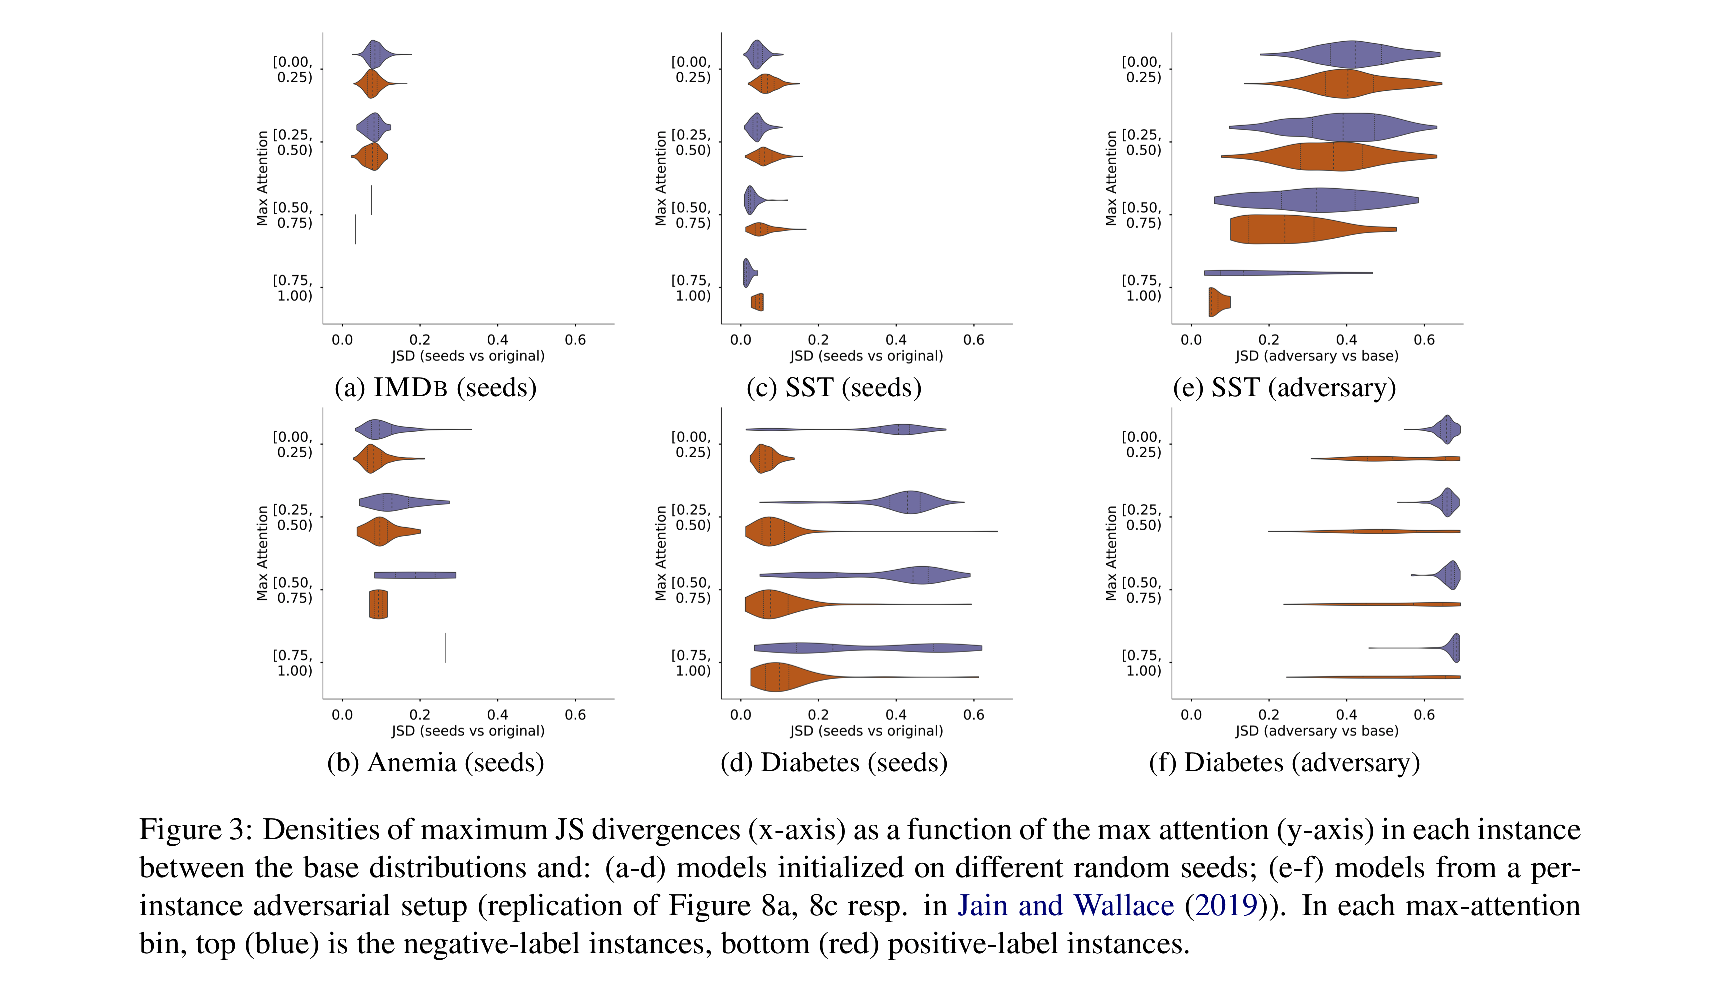 [0.00,
0.25)
[0.25,
0.50)
[0.50,
0.75)
[0.75,
1.00)
Max Attention
0.0 0.2 0.4 0.6
JSD (seeds vs original)
(a) IMDB (seeds)
[0.00,
0.25)
[0.25,
0.50)
[0.50,
0.75)
[0.75,
1.00)
Max Attention
0.0 0.2 0.4 0.6
JSD (seeds vs original)
(c) SST (seeds)
[0.00,
0.25)
[0.25,
0.50)
[0.50,
0.75)
[0.75,
1.00)
Max Attention
0.0 0.2 0.4 0.6
JSD (adversary vs base)
(e) SST (adversary)
[0.00,
0.25)
[0.25,
0.50)
[0.50,
0.75)
[0.75,
1.00)
Max Attention
0.0 0.2 0.4 0.6
JSD (seeds vs original)
(b) Anemia (seeds)
[0.00,
0.25)
[0.25,
0.50)
[0.50,
0.75)
[0.75,
1.00)
Max Attention
0.0 0.2 0.4 0.6
JSD (seeds vs original)
(d) Diabetes (seeds)
[0.00,
0.25)
[0.25,
0.50)
[0.50,
0.75)
[0.75,
1.00)
Max Attention
0.0 0.2 0.4 0.6
JSD (adversary vs base)
(f) Diabetes (adversary)
Figure 3: Densities of maximum JS divergences (x-axis) as a function of the max attention (y-axis) in each instance
between the base distributions and: (a-d) models initialized on different random seeds; (e-f) models from a per-
instance adversarial setup (replication of Figure 8a, 8c resp. in Jain and Wallace (2019)). In each max-attention
bin, top (blue) is the negative-label instances, bottom (red) positive-label instances.